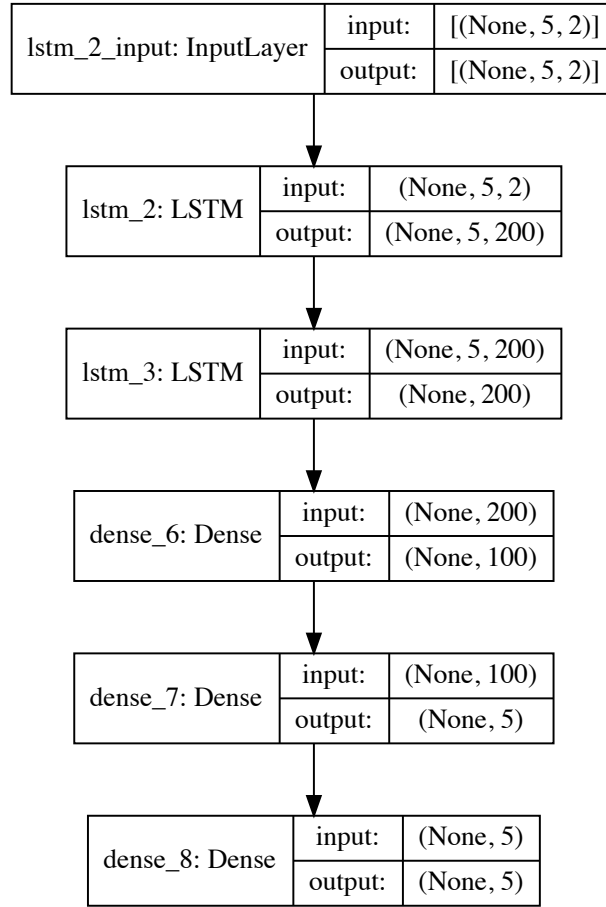 lstm_2_input: InputLayer
input: [(None, 5, 2)]
output: [(None, 5, 2)]
lstm_2: LSTM
input: (None, 5, 2)
output: (None, 5, 200)
lstm_3: LSTM
input: (None, 5, 200)
output: (None, 200)
dense_6: Dense
input: (None, 200)
output: (None, 100)
dense_7: Dense
input: (None, 100)
output: (None, 5)
dense_8: Dense
input: (None, 5)
output: (None, 5)